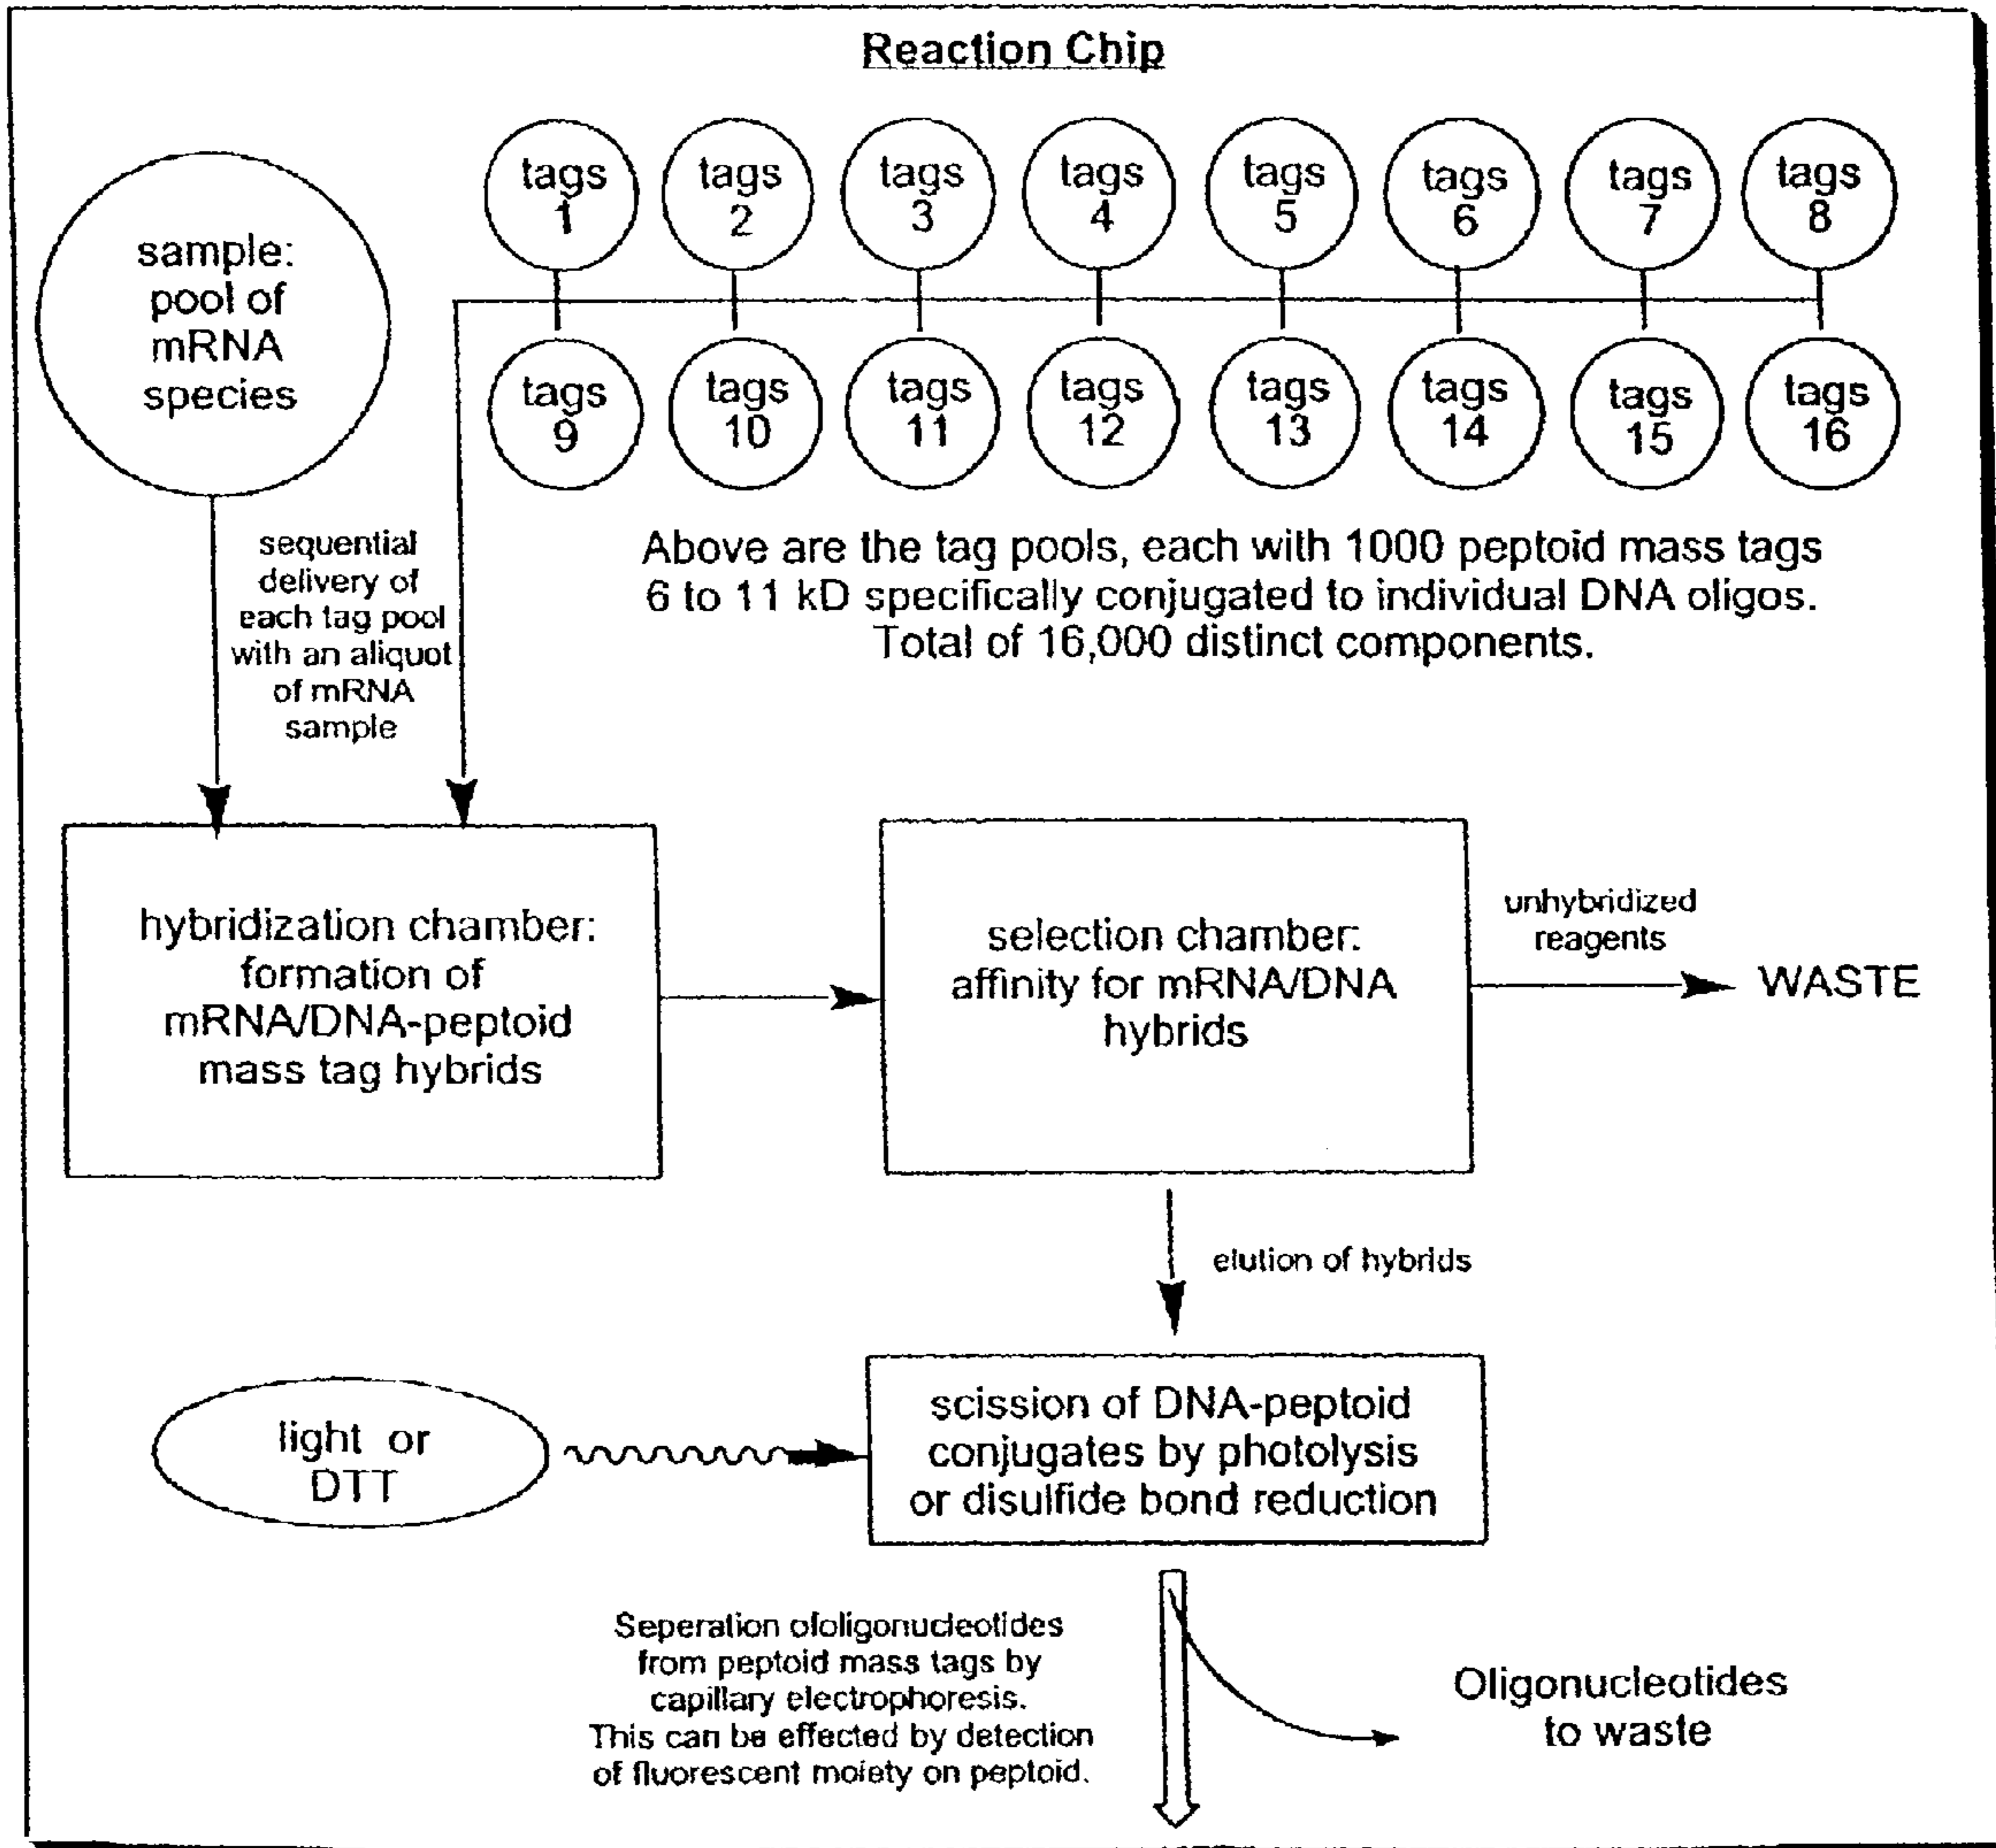 Reaction Chip
tags
1
tags
2
tags
3
tags
4
tags
5
tags
6
tags
7
tags
8
sample:
pool of
mRNA
species
tags
9
tags
10
tags
11
tags
12
tags
13
tags
14
tags
15
tags
16
Above are the tag pools, each with 1000 peptoid mass tags
6 to 11 kD specifically conjugated to individual DNA oligos.
Total of 16,000 distinct components.
sequential
delivery of
each tag pool
with an aliquot
of mRNA
sample
hybridization chamber:
formation of
mRNA/DNA-peptoid
mass tag hybrids
selection chamber:
affinity for mRNA/DNA
hybrids
unhybridized
reagents
WASTE
elution of hybrids
light or
DTT
scission of DNA-peptoid
conjugates by photolysis
or disulfide bond reduction
Seperation ofoligonucleotides
from peptoid mass tags by
capillary electrophoresis.
This can be effected by detection
of fluorescent moiety on peptoid.
Oligonucleotides
to waste